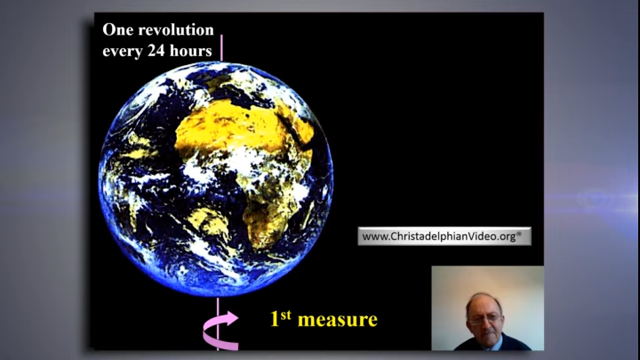 One revolution
every 24 hours
www.ChristadelphianVideo.org®
1st measure